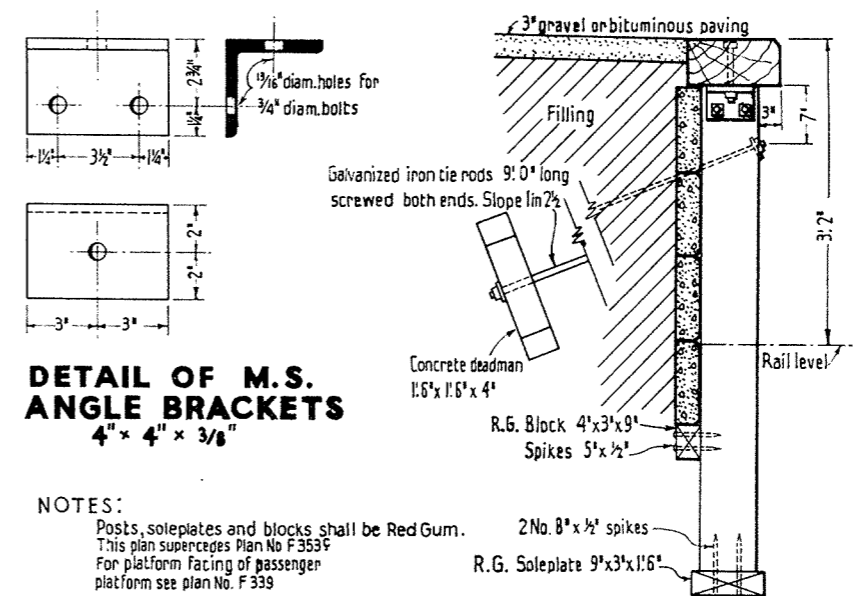 3" gravel or bituminous paving
2¾"
1¼"
13/16" diam. holes for
¾" diam. bolts
1¼"
3½"
1¼"
Filling
3"
7"
Galvanized iron tie rods 9'.0" long
screwed both ends. Slope 1 in 2½
3'.2"
2"
2"
3"
3"
Rail level
Concrete deadman
1'.6" x 1'.6" x 4"
DETAIL OF M.S.
ANGLE BRACKETS
4" × 4" × 3/8"
R.G. Block 4"x3"x9"
Spikes 5"x½"
NOTES:
Posts, soleplates and blocks shall be Red Gum.
This plan supercedes Plan No F 353
For platform facing of passenger
platform see plan No. F 339
2 No. 8" x ½" spikes
R.G. Soleplate 9"x3"x1'.6"